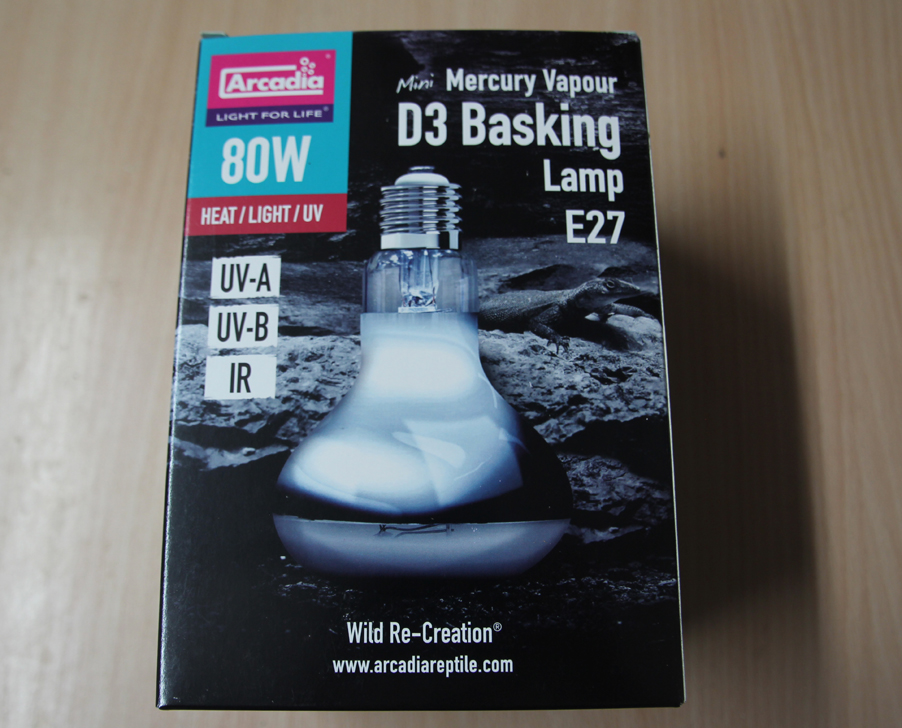 Arcadia
LIGHT FOR LIFE®
80W
HEAT / LIGHT / UV
Mini Mercury Vapour
D3 Basking
Lamp
E27
UV-A
UV-B
IR
Wild Re-Creation®
www.arcadiareptile.com